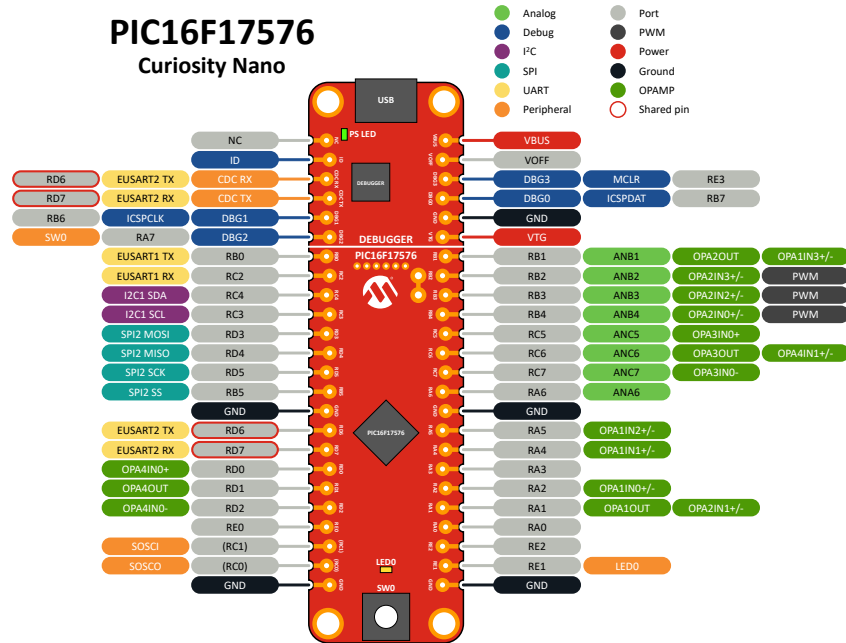 PIC16F17576
Curiosity Nano
Analog Port
Debug PWM
I²C Power
SPI Ground
UART OPAMP
Peripheral Shared pin
USB
PS LED
DEBUGGER
DEBUGGER
PIC16F17576
PIC16F17576
LED0
SW0
NC
ID
RD6 EUSART2 TX CDC RX
RD7 EUSART2 RX CDC TX
RB6 ICSPCLK DBG1
SW0 RA7 DBG2
EUSART1 TX RB0
EUSART1 RX RC2
I2C1 SDA RC4
I2C1 SCL RC3
SPI2 MOSI RD3
SPI2 MISO RD4
SPI2 SCK RD5
SPI2 SS RB5
GND
EUSART2 TX RD6
EUSART2 RX RD7
OPA4IN0+ RD0
OPA4OUT RD1
OPA4IN0- RD2
RE0
SOSCI (RC1)
SOSCO (RC0)
GND
VBUS
VOFF
DBG3 MCLR RE3
DBG0 ICSPDAT RB7
GND
VTG
RB1 ANB1 OPA2OUT OPA1IN3+/-
RB2 ANB2 OPA2IN3+/- PWM
RB3 ANB3 OPA2IN2+/- PWM
RB4 ANB4 OPA2IN0+/- PWM
RC5 ANC5 OPA3IN0+
RC6 ANC6 OPA3OUT OPA4IN1+/-
RC7 ANC7 OPA3IN0-
RA6 ANA6
GND
RA5 OPA1IN2+/-
RA4 OPA1IN1+/-
RA3
RA2 OPA1IN0+/-
RA1 OPA1OUT OPA2IN1+/-
RA0
RE2
RE1 LED0
GND